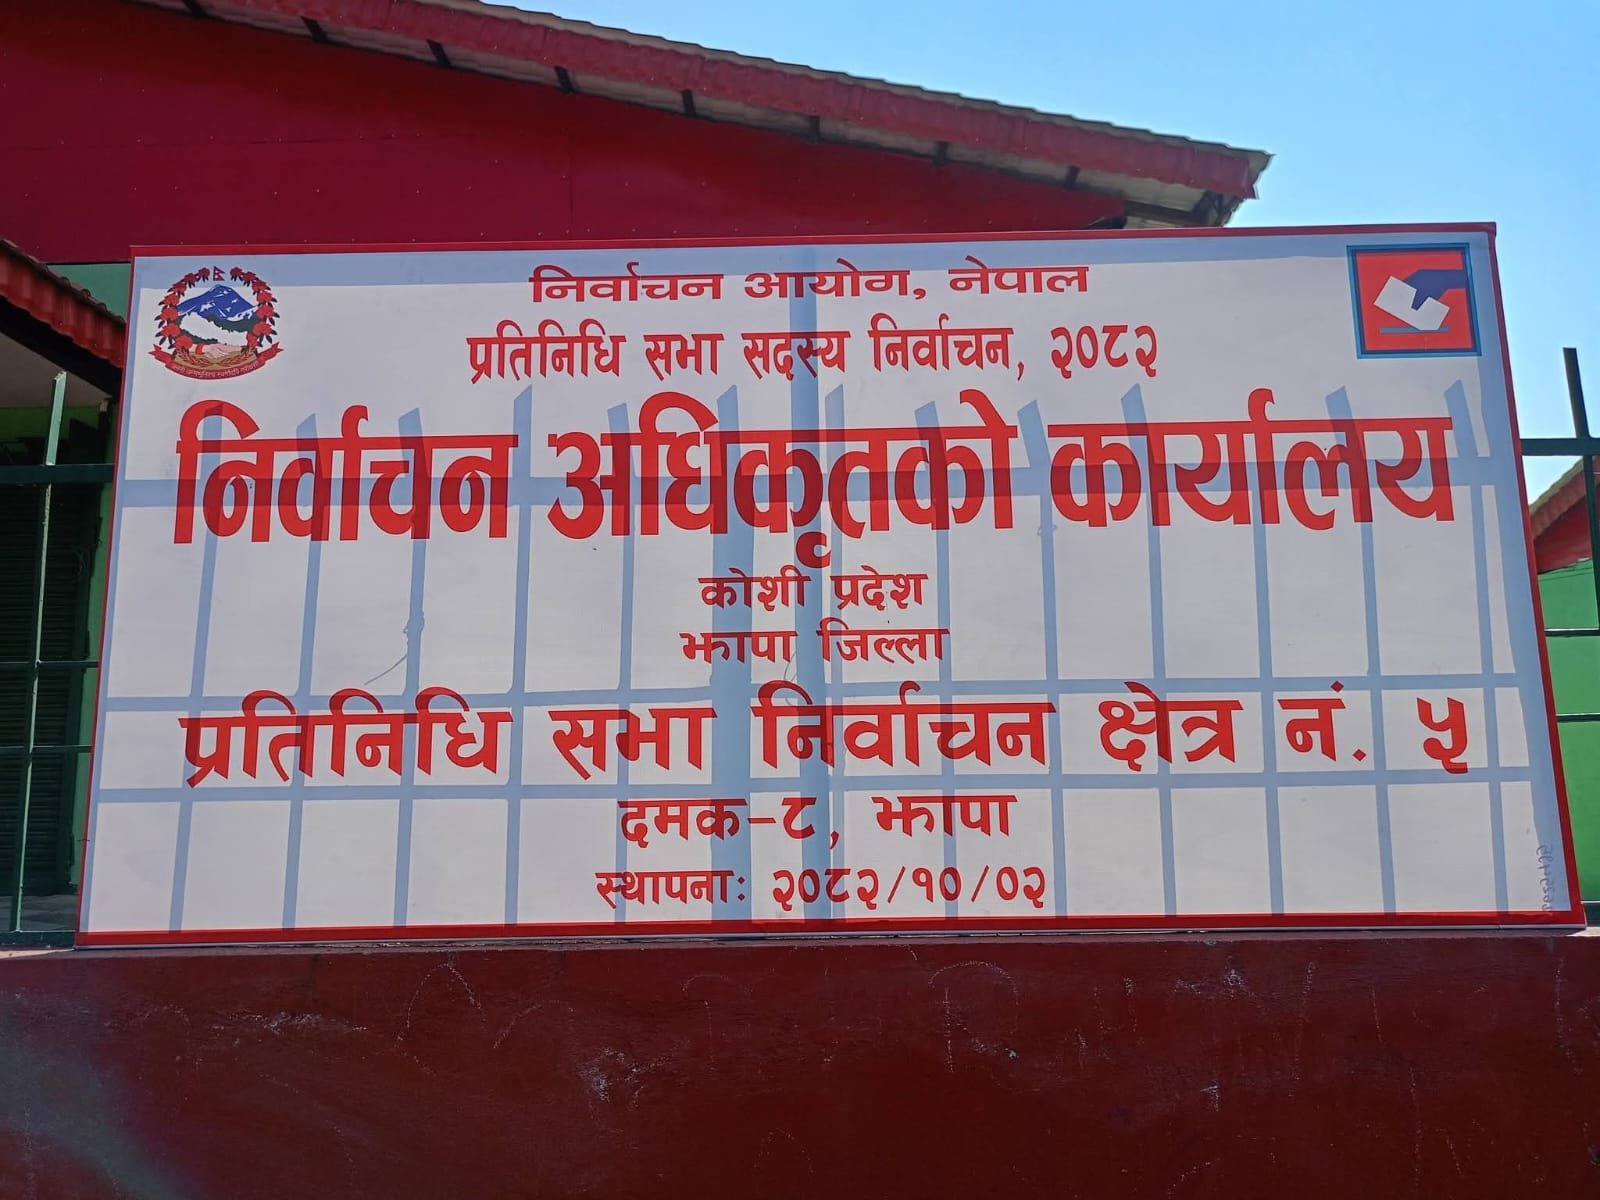 निर्वाचन आयोग, नेपाल
प्रतिनिधि सभा सदस्य निर्वाचन, २०८२
निर्वाचन अधिकृतको कार्यालय
कोशी प्रदेश
झापा जिल्ला
प्रतिनिधि सभा निर्वाचन क्षेत्र नं. ५
दमक-८, झापा
स्थापनाः २०८२/१०/०२